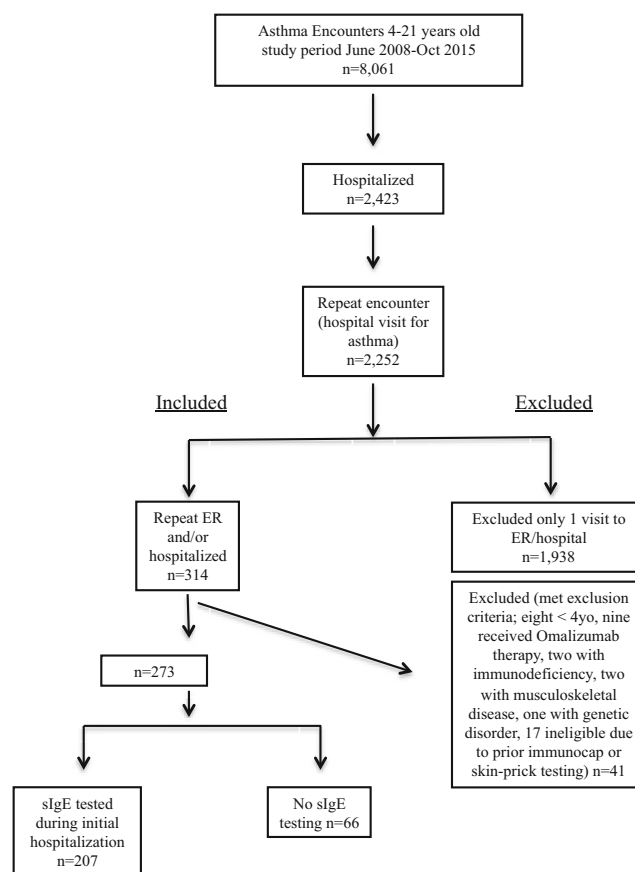 Asthma Encounters 4-21 years old
study period June 2008-Oct 2015
n=8,061
Hospitalized
n=2,423
Repeat encounter
(hospital visit for
asthma)
n=2,252
Included
Excluded
Repeat ER
and/or
hospitalized
n=314
Excluded only 1 visit to
ER/hospital
n=1,938
Excluded (met exclusion
criteria; eight < 4yo, nine
received Omalizumab
therapy, two with
immunodeficiency, two
with musculoskeletal
disease, one with genetic
disorder, 17 ineligible due
to prior immunocap or
skin-prick testing) n=41
n=273
sIgE tested
during initial
hospitalization
n=207
No sIgE
testing n=66